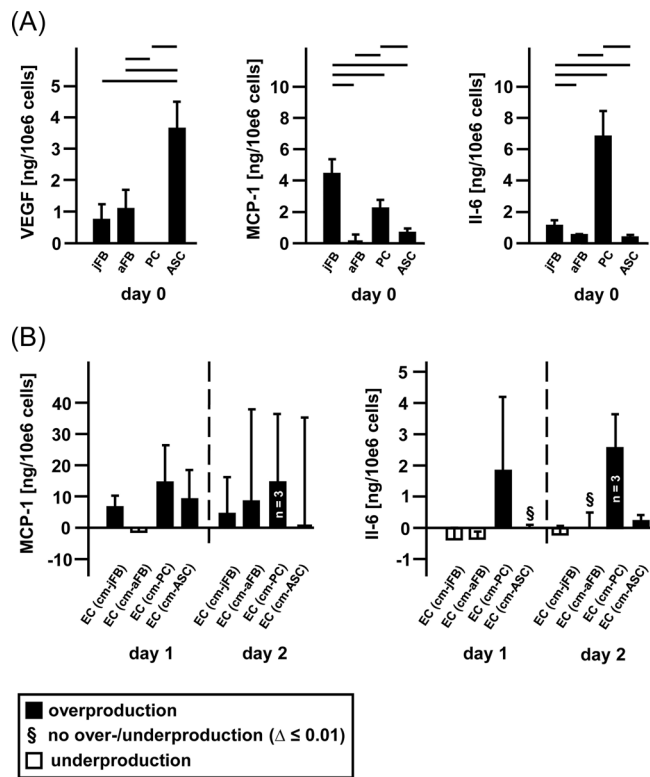 (A)
VEGF [ng/10e6 cells]
5
4
3
2
1
0
jFB
aFB
PC
ASC
day 0
MCP-1 [ng/10e6 cells]
10
8
6
4
2
0
jFB
aFB
PC
ASC
day 0
Il-6 [ng/10e6 cells]
10
8
6
4
2
0
jFB
aFB
PC
ASC
day 0
(B)
MCP-1 [ng/10e6 cells]
40
30
20
10
0
-10
n = 3
EC (cm-jFB)
EC (cm-aFB)
EC (cm-PC)
EC (cm-ASC)
EC (cm-jFB)
EC (cm-aFB)
EC (cm-PC)
EC (cm-ASC)
day 1
day 2
Il-6 [ng/10e6 cells]
5
4
3
2
1
0
-1
§
§
n = 3
EC (cm-jFB)
EC (cm-aFB)
EC (cm-PC)
EC (cm-ASC)
EC (cm-jFB)
EC (cm-aFB)
EC (cm-PC)
EC (cm-ASC)
day 1
day 2
overproduction
§ no over-/underproduction (Δ ≤ 0.01)
underproduction